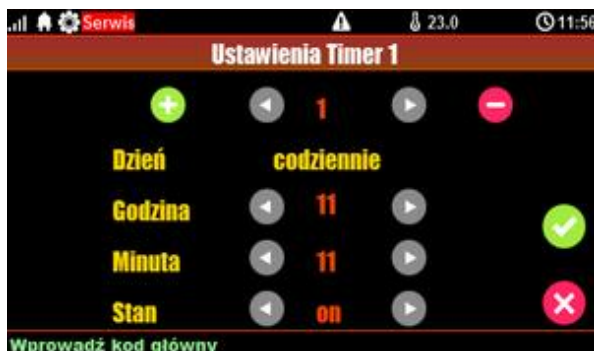 Serwis 23.0 11:56
Ustawienia Timer 1
1
Dzień codziennie
Godzina 11
Minuta 11
Stan on
Wprowadź kod główny